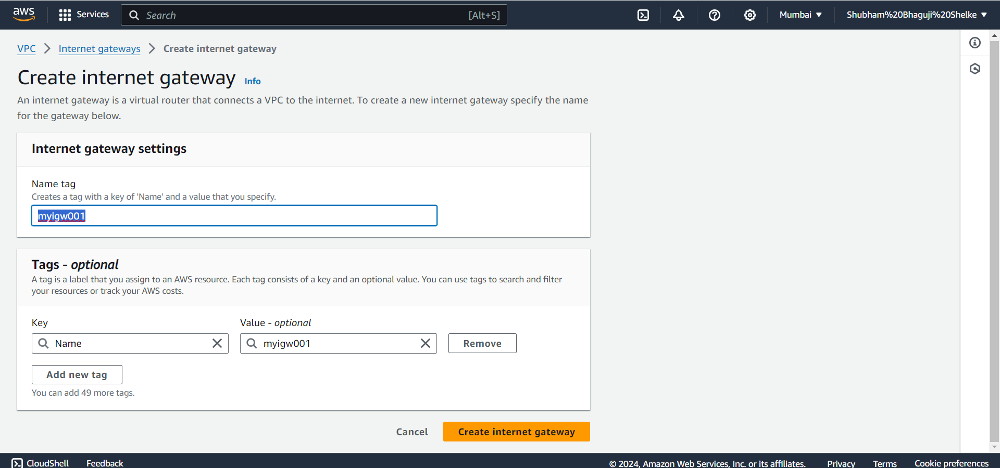 aws Services Search [Alt+S] Mumbai Shubham%20Bhaguji%20Shelke
VPC Internet gateways Create internet gateway
Create internet gateway Info
An internet gateway is a virtual router that connects a VPC to the internet. To create a new internet gateway specify the name
for the gateway below.
Internet gateway settings
Name tag
Creates a tag with a key of 'Name' and a value that you specify.
myigw001
Tags - optional
A tag is a label that you assign to an AWS resource. Each tag consists of a key and an optional value. You can use tags to search and filter
your resources or track your AWS costs.
Key Value - optional
Name myigw001 Remove
Add new tag
You can add 49 more tags.
Cancel Create internet gateway
CloudShell Feedback © 2024, Amazon Web Services, Inc. or its affiliates. Privacy Terms Cookie preferences